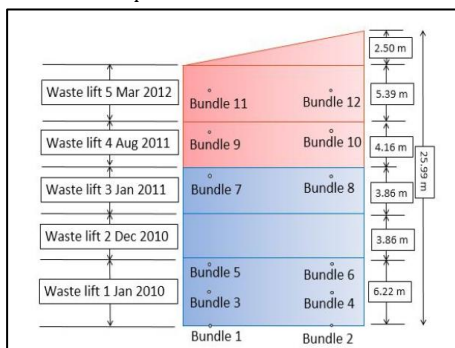 2.50 m
Waste lift 5 Mar 2012
Bundle 11
Bundle 12
5.39 m
Waste lift 4 Aug 2011
Bundle 9
Bundle 10
4.16 m
25.99 m
Waste lift 3 Jan 2011
Bundle 7
Bundle 8
3.86 m
Waste lift 2 Dec 2010
3.86 m
Bundle 5
Bundle 6
Waste lift 1 Jan 2010
Bundle 3
Bundle 4
6.22 m
Bundle 1
Bundle 2